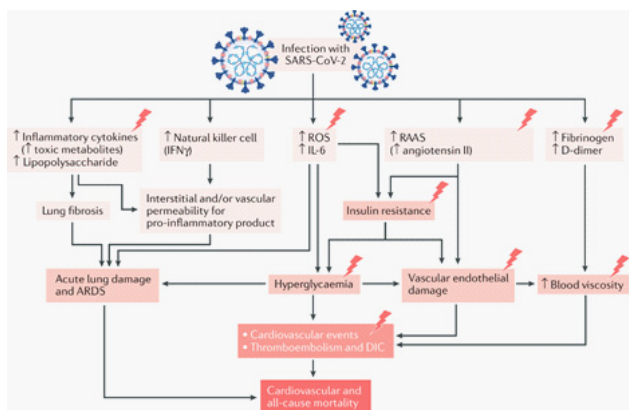 Infection with
SARS-CoV-2
↑ Inflammatory cytokines
(↑ toxic metabolites)
↑ Lipopolysaccharide
↑ Natural killer cell
(IFNγ)
↑ ROS
↑ IL-6
↑ RAAS
(↑ angiotensin II)
↑ Fibrinogen
↑ D-dimer
Lung fibrosis
Interstitial and/or vascular
permeability for
pro-inflammatory product
Insulin resistance
Acute lung damage
and ARDS
Hyperglycaemia
Vascular endothelial
damage
↑ Blood viscosity
• Cardiovascular events
• Thromboembolism and DIC
Cardiovascular and
all-cause mortality